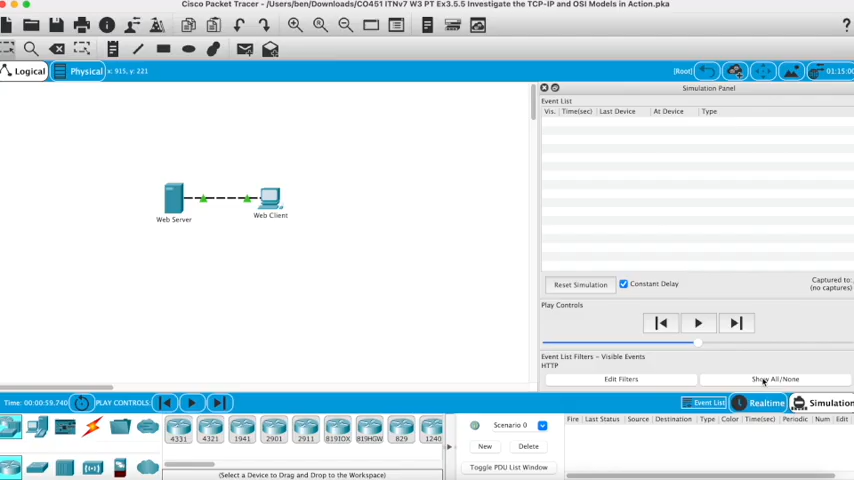 Cisco Packet Tracer - /Users/ben/Downloads/CO451 ITNv7 W3 PT Ex3.5.5 Investigate the TCP-IP and OSI Models in Action.pka
Logical
Physical
x: 915, y: 221
[Root]
01:15:00
Simulation Panel
Event List
Vis. Time(sec) Last Device At Device Type
Web Server
Web Client
Reset Simulation
Constant Delay
Captured to:
(no captures)
Play Controls
Event List Filters - Visible Events
HTTP
Edit Filters
Show All/None
Time: 00:00:59.740
PLAY CONTROLS:
Event List
Realtime
Simulation
4331
4321
1941
2901
2911
819IOX
819HGW
829
1240
(Select a Device to Drag and Drop to the Workspace)
Scenario 0
New
Delete
Toggle PDU List Window
Fire Last Status Source Destination Type Color Time(sec) Periodic Num Edit